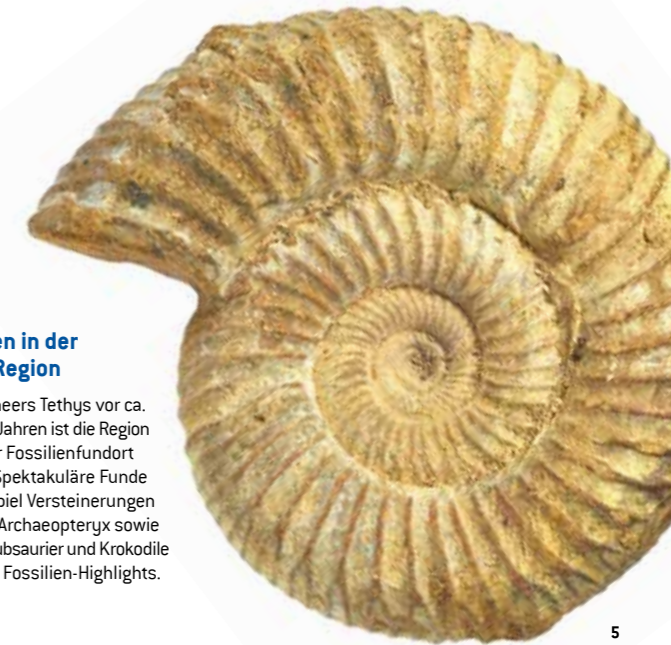 en in der
Region
neers Tethys vor ca.
Jahren ist die Region
r Fossilienfundort
Spektakuläre Funde
piel Versteinerungen
Archaeopteryx sowie
ubsaurier und Krokodile
Fossilien-Highlights.
5